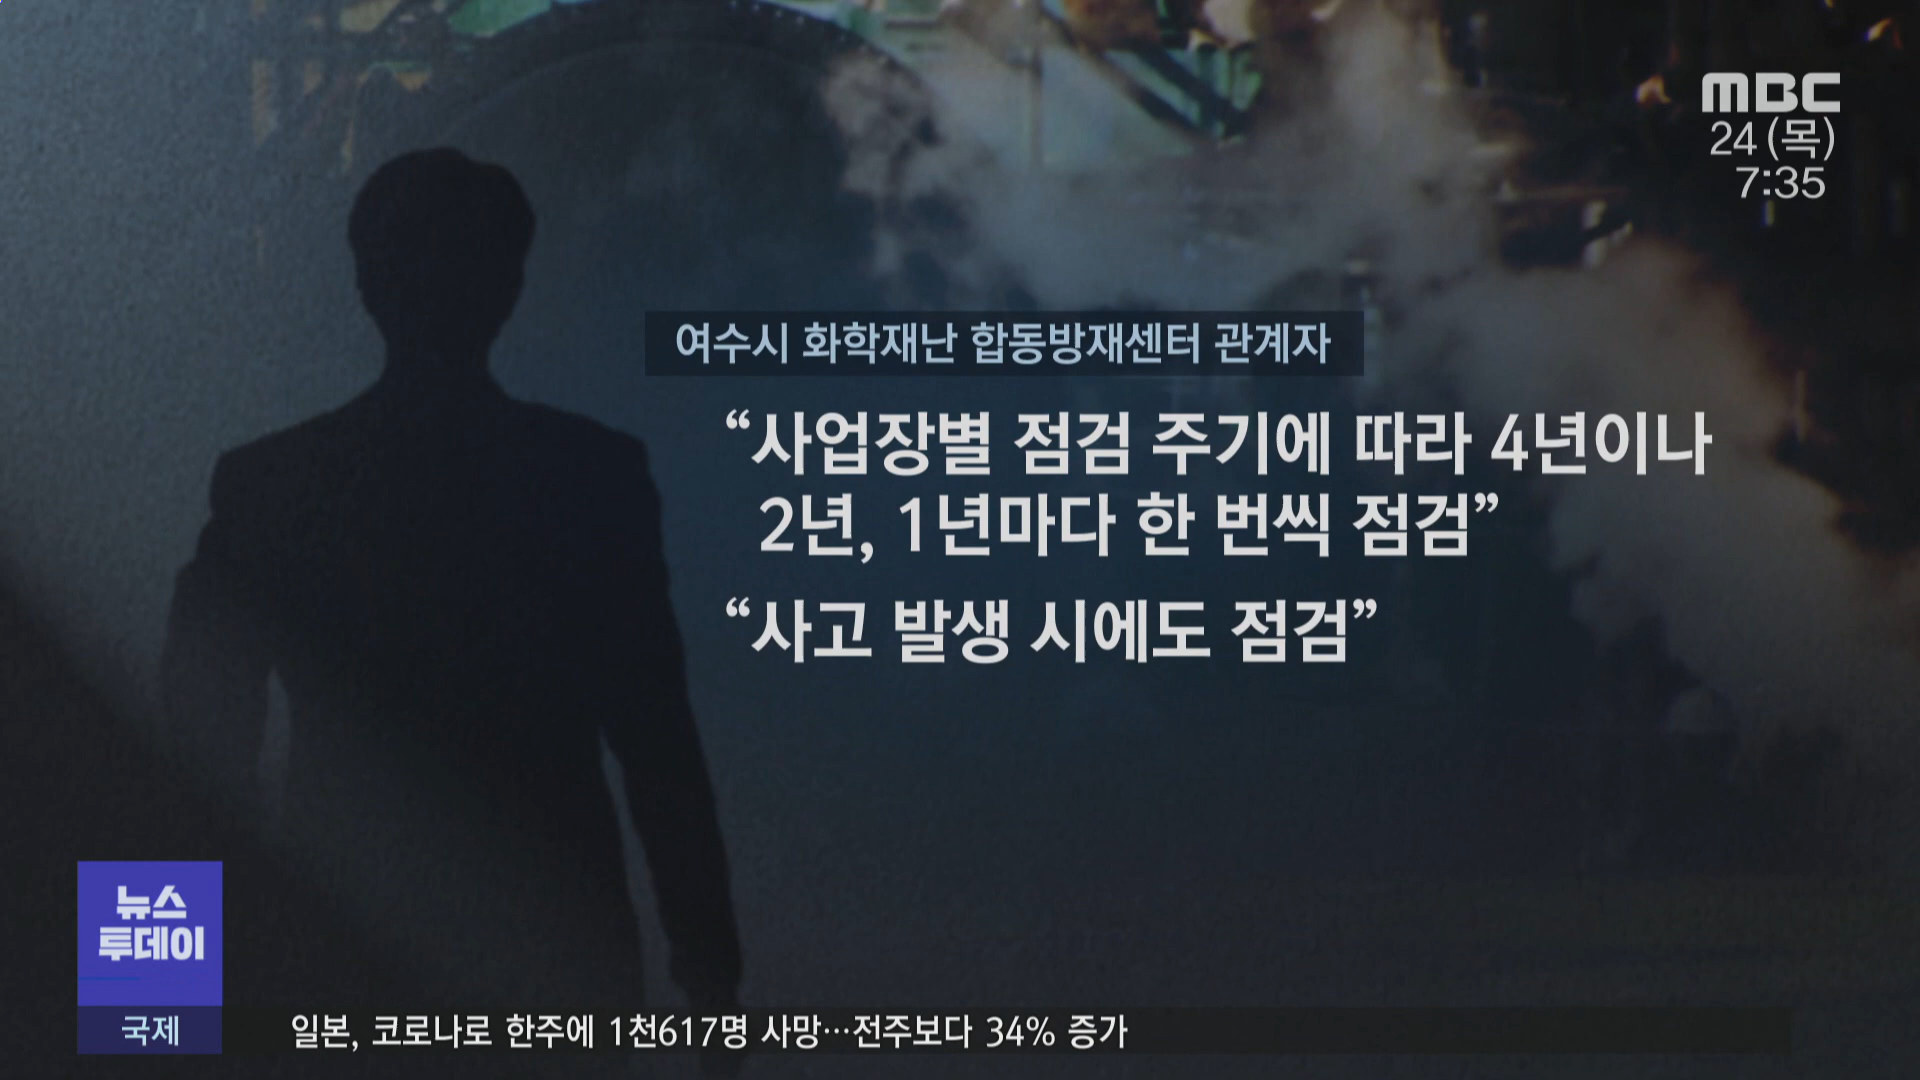 MBC
24(목)
7:35
여수시 화학재난 합동방재센터 관계자
“사업장별 점검 주기에 따라 4년이나
2년, 1년마다 한 번씩 점검”
“사고 발생 시에도 점검”
뉴스
투데이
국제
일본, 코로나로 한주에 1천617명 사망…전주보다 34% 증가